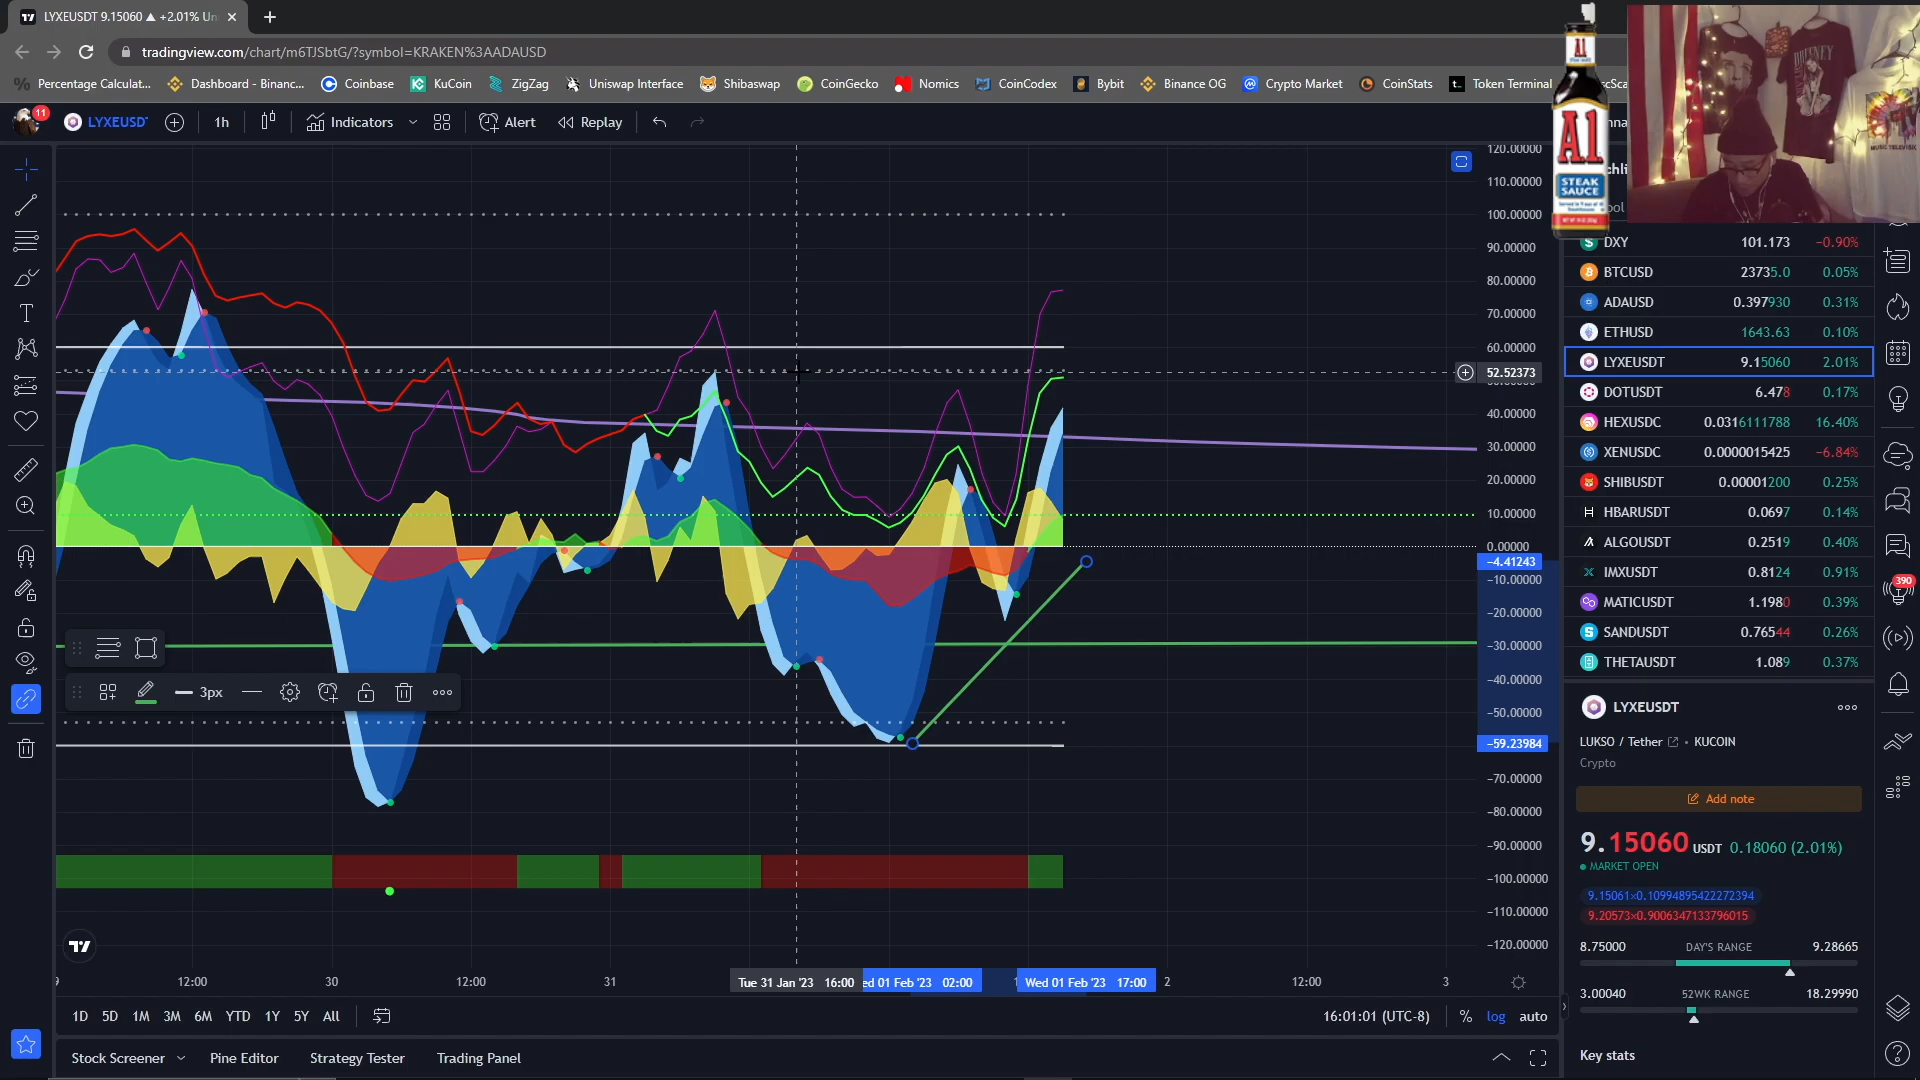 LYXEUSDT 9.15060 ▲ +2.01% Un
tradingview.com/chart/m6TJSbtG/?symbol=KRAKEN%3AADAUSD
Percentage Calculat...
Dashboard - Binanc...
Coinbase
KuCoin
ZigZag
Uniswap Interface
Shibaswap
CoinGecko
Nomics
CoinCodex
Bybit
Binance OG
Crypto Market
CoinStats
Token Terminal
11
LYXEUSD
1h
Indicators
Alert
Replay
A1
STEAK
SAUCE
MUSIC TELEVISION
120.00000
110.00000
100.00000
90.00000
80.00000
70.00000
60.00000
52.52373
40.00000
30.00000
20.00000
10.00000
0.00000
−4.41243
−10.00000
−20.00000
−30.00000
−40.00000
−50.00000
−59.23984
−70.00000
−80.00000
−90.00000
−100.00000
−110.00000
−120.00000
3px
DXY 101.173 −0.90%
BTCUSD 23735.0 0.05%
ADAUSD 0.397930 0.31%
ETHUSD 1643.63 0.10%
LYXEUSDT 9.15060 2.01%
DOTUSDT 6.478 0.17%
HEXUSDC 0.0316111788 16.40%
XENUSDC 0.0000015425 −6.84%
SHIBUSDT 0.00001200 0.25%
HBARUSDT 0.0697 0.14%
ALGOUSDT 0.2519 0.40%
IMXUSDT 0.8124 0.91%
MATICUSDT 1.1980 0.39%
SANDUSDT 0.76544 0.26%
THETAUSDT 1.089 0.37%
390
LYXEUSDT
LUKSO / Tether • KUCOIN
Crypto
Add note
9.15060 USDT 0.18060 (2.01%)
MARKET OPEN
9.15061×0.10994895422272394
9.20573×0.9006347133796015
8.75000 DAY'S RANGE 9.28665
3.00040 52WK RANGE 18.29990
Key stats
12:00
30
12:00
31
Tue 31 Jan '23 16:00
ed 01 Feb '23 02:00
Wed 01 Feb '23 17:00
2
12:00
3
1D 5D 1M 3M 6M YTD 1Y 5Y All
16:01:01 (UTC-8) % log auto
Stock Screener
Pine Editor
Strategy Tester
Trading Panel